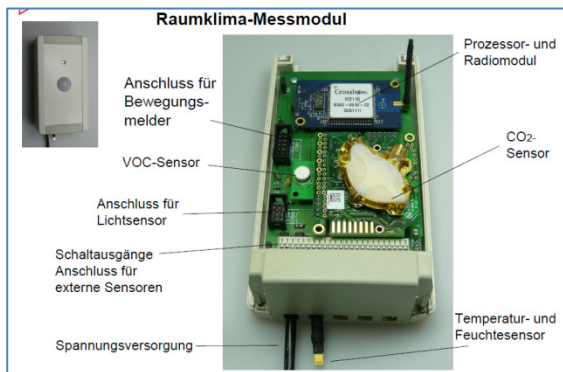 Raumklima-Messmodul
Prozessor- und
Radiomodul
Anschluss für
Bewegungs-
melder
Crossbow
VOC-Sensor
CO2-
Sensor
Anschluss für
Lichtsensor
Schaltausgänge
Anschluss für
externe Sensoren
Temperatur- und
Feuchtesensor
Spannungsversorgung